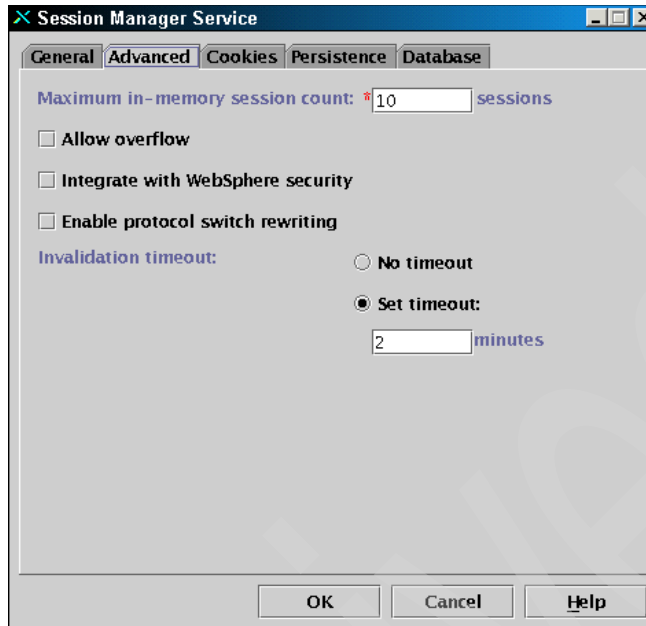 Session Manager Service
General Advanced Cookies Persistence Database
Maximum in-memory session count: *10 sessions
Allow overflow
Integrate with WebSphere security
Enable protocol switch rewriting
Invalidation timeout: No timeout
Set timeout:
2 minutes
OK Cancel Help